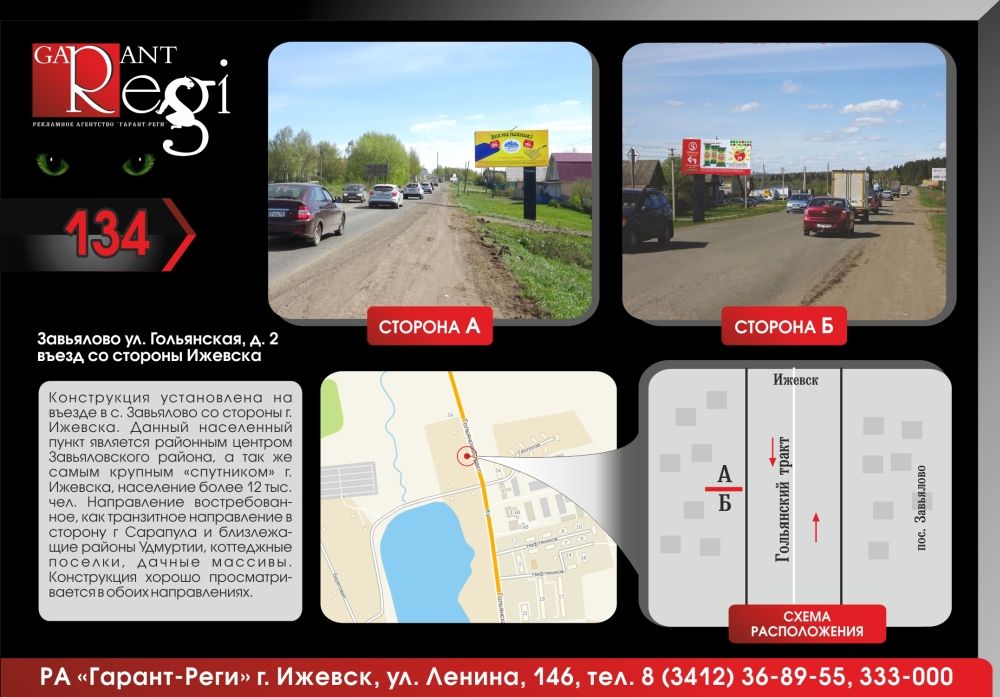 GARANT
Regi
РЕКЛАМНОЕ АГЕНТСТВО "ГАРАНТ-РЕГИ"
134
СТОРОНА А
СТОРОНА Б
Завьялово ул. Гольянская, д. 2
въезд со стороны Ижевска
Конструкция установлена на
въезде в с. Завьялово со стороны г.
Ижевска. Данный населенный
пункт является районным центром
Завьяловского района, а так же
самым крупным «спутником» г.
Ижевска, население более 12 тыс.
чел. Направление востребован-
ное, как транзитное направление в
сторону г Сарапула и близлежа-
щие районы Удмуртии, коттеджные
поселки, дачные массивы.
Конструкция хорошо просматри-
вается в обоих направлениях.
Геологов
Нефтяников
Нефтяников
Ижевск
А
Б
Гольянский тракт
пос. Завьялово
СХЕМА
РАСПОЛОЖЕНИЯ
РА «Гарант-Реги» г. Ижевск, ул. Ленина, 146, тел. 8 (3412) 36-89-55, 333-000